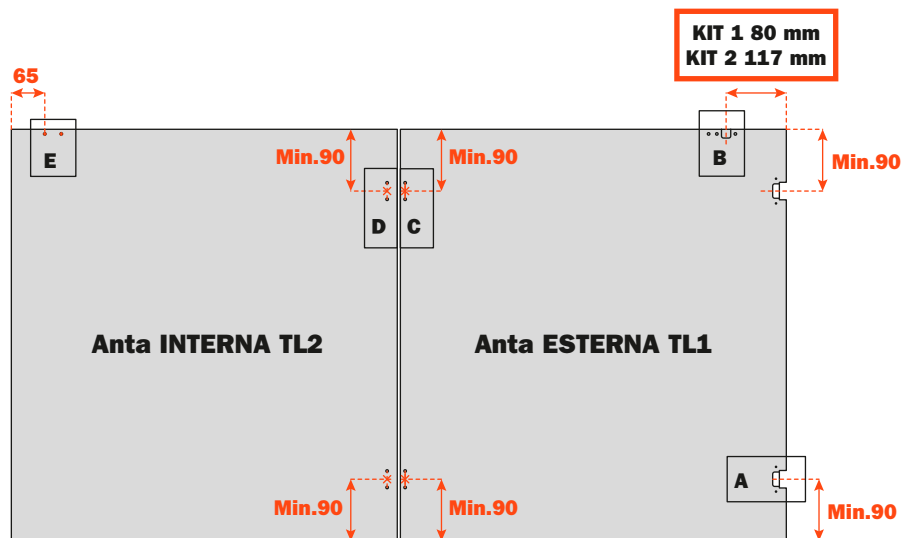 KIT 1 80 mm
KIT 2 117 mm
65
E
Min.90
Min.90
B
Min.90
D
C
Anta INTERNA TL2
Anta ESTERNA TL1
A
Min.90
Min.90
Min.90